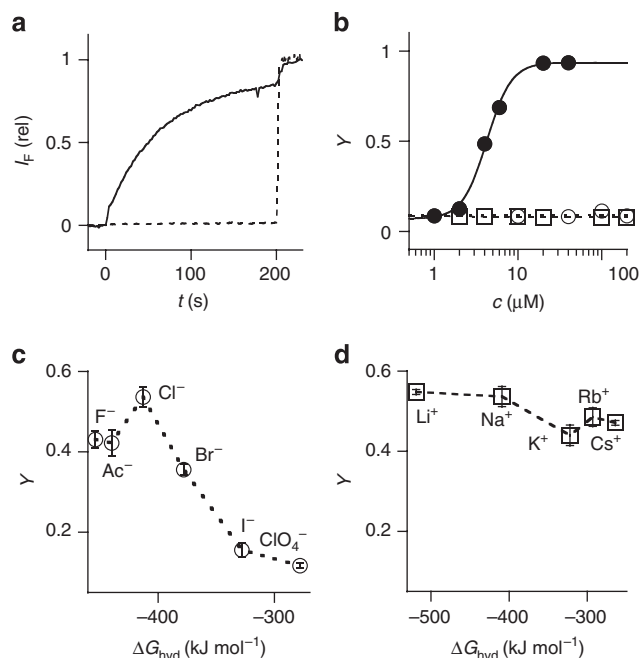 a
1
0.5
0
I_F (rel)
0
100
200
t (s)
b
1
0.5
0
Y
1
10
100
200
c (μM)
c
0.6
0.4
0.2
Y
F⁻
Ac⁻
Cl⁻
Br⁻
I⁻
ClO₄⁻
−400
−300
ΔG_hyd (kJ mol⁻¹)
d
0.6
0.4
0.2
Y
Li⁺
Na⁺
K⁺
Rb⁺
Cs⁺
−500
−400
−300
ΔG_hyd (kJ mol⁻¹)